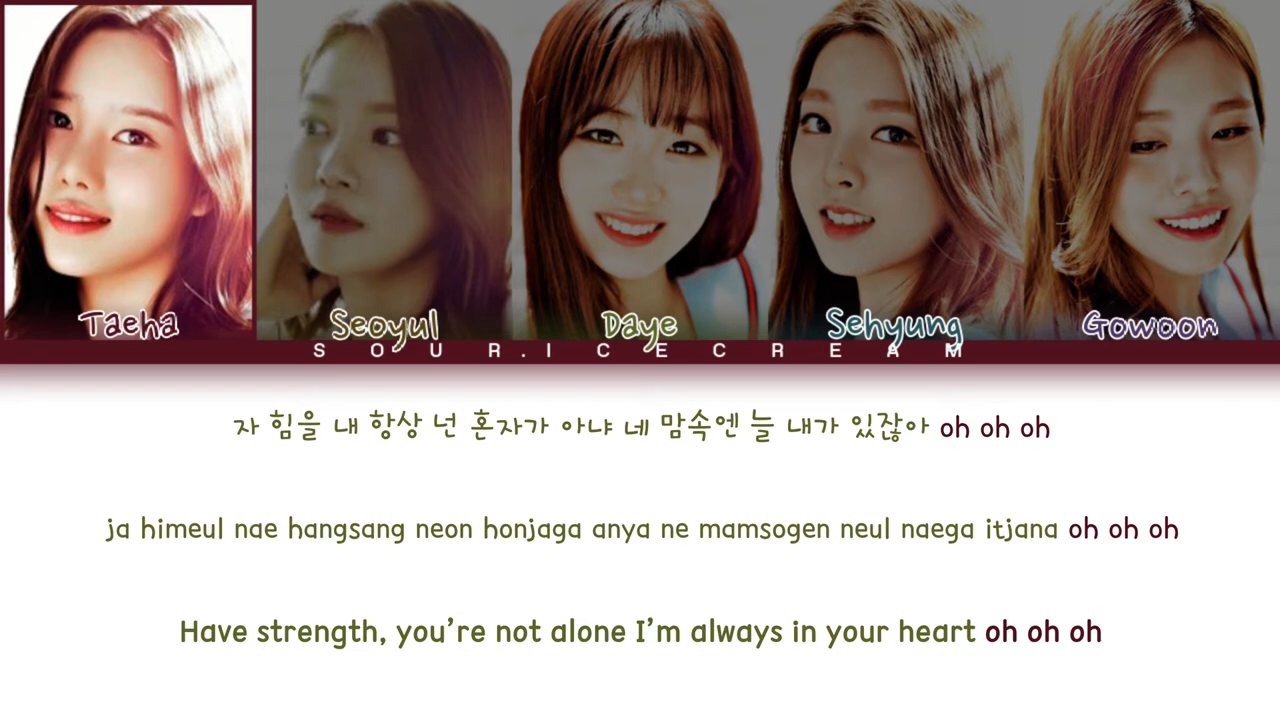 Taeha Seoyul Daye Sehyung Gowoon
SOUR.ICECREAM
자 힘을 내 항상 넌 혼자가 아냐 네 맘속엔 늘 내가 있잖아 oh oh oh
ja himeul nae hangsang neon honjaga anya ne mamsogen neul naega itjana oh oh oh
Have strength, you’re not alone I’m always in your heart oh oh oh